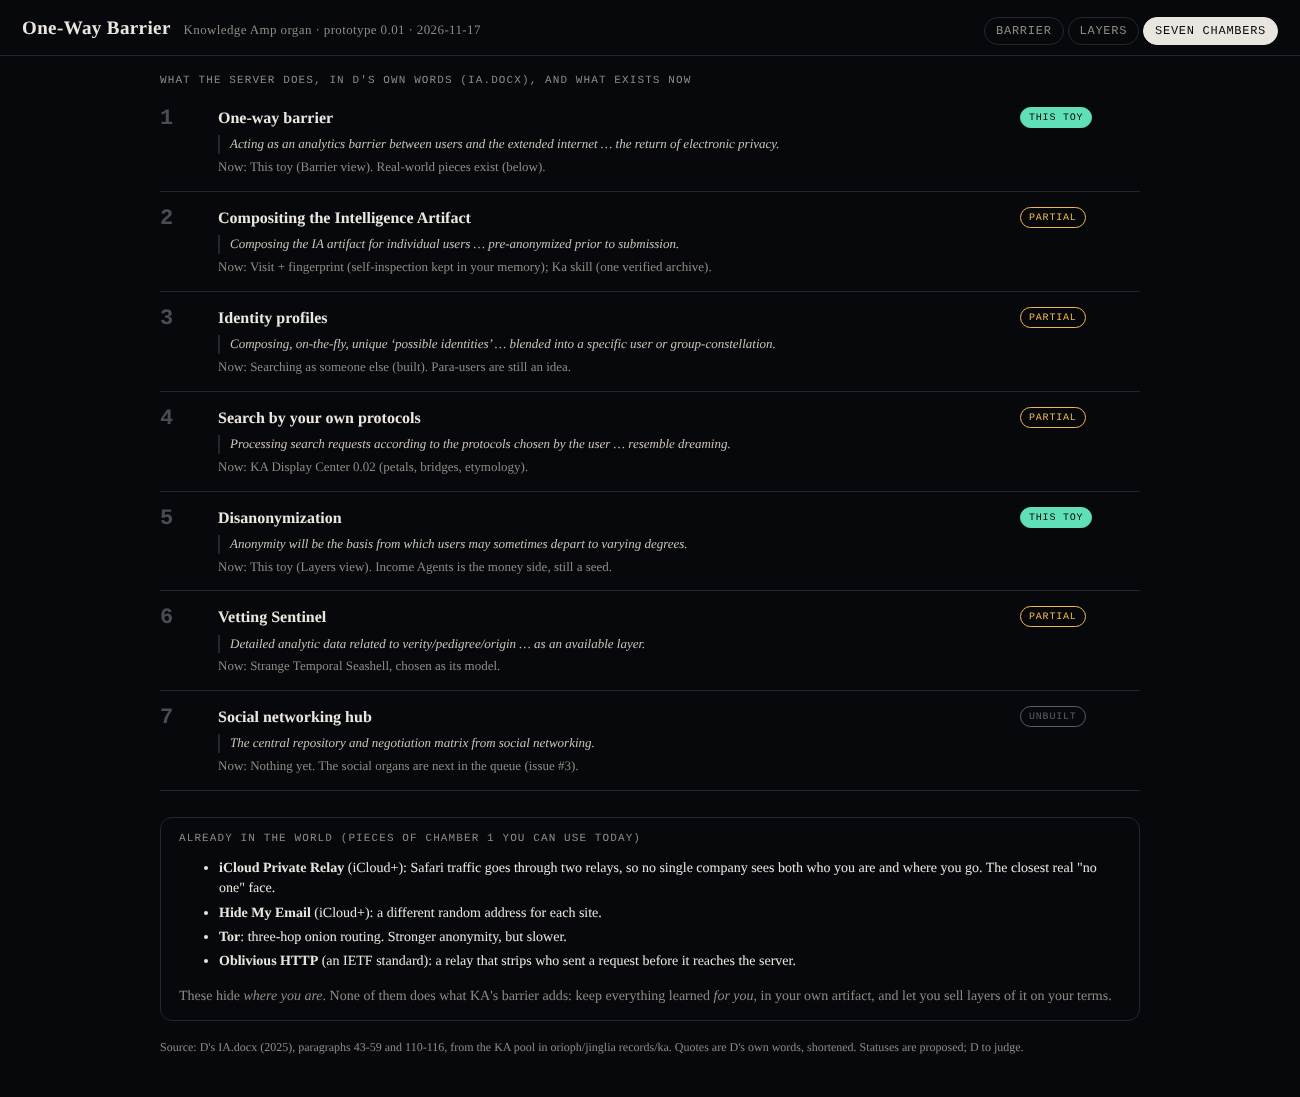 One-Way Barrier Knowledge Amp organ · prototype 0.01 · 2026-11-17
BARRIER LAYERS SEVEN CHAMBERS
WHAT THE SERVER DOES, IN D'S OWN WORDS (IA.DOCX), AND WHAT EXISTS NOW
1 One-way barrier THIS TOY
Acting as an analytics barrier between users and the extended internet … the return of electronic privacy.
Now: This toy (Barrier view). Real-world pieces exist (below).
2 Compositing the Intelligence Artifact PARTIAL
Composing the IA artifact for individual users … pre-anonymized prior to submission.
Now: Visit + fingerprint (self-inspection kept in your memory); Ka skill (one verified archive).
3 Identity profiles PARTIAL
Composing, on-the-fly, unique ‘possible identities’ … blended into a specific user or group-constellation.
Now: Searching as someone else (built). Para-users are still an idea.
4 Search by your own protocols PARTIAL
Processing search requests according to the protocols chosen by the user … resemble dreaming.
Now: KA Display Center 0.02 (petals, bridges, etymology).
5 Disanonymization THIS TOY
Anonymity will be the basis from which users may sometimes depart to varying degrees.
Now: This toy (Layers view). Income Agents is the money side, still a seed.
6 Vetting Sentinel PARTIAL
Detailed analytic data related to verity/pedigree/origin … as an available layer.
Now: Strange Temporal Seashell, chosen as its model.
7 Social networking hub UNBUILT
The central repository and negotiation matrix from social networking.
Now: Nothing yet. The social organs are next in the queue (issue #3).
ALREADY IN THE WORLD (PIECES OF CHAMBER 1 YOU CAN USE TODAY)
• iCloud Private Relay (iCloud+): Safari traffic goes through two relays, so no single company sees both who you are and where you go. The closest real "no
one" face.
• Hide My Email (iCloud+): a different random address for each site.
• Tor: three-hop onion routing. Stronger anonymity, but slower.
• Oblivious HTTP (an IETF standard): a relay that strips who sent a request before it reaches the server.
These hide where you are. None of them does what KA's barrier adds: keep everything learned for you, in your own artifact, and let you sell layers of it on your terms.
Source: D's IA.docx (2025), paragraphs 43-59 and 110-116, from the KA pool in orioph/jinglia records/ka. Quotes are D's own words, shortened. Statuses are proposed; D to judge.